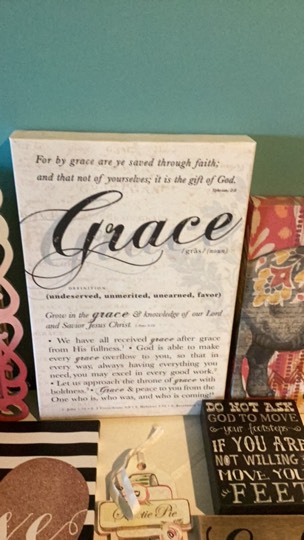 For by grace are ye saved through faith;
and that not of yourselves; it is the gift of God.
Ephesians 2:8
Grace
/grās/(noun)
DEFINITION
(undeserved, unmerited, unearned, favor)
Grow in the grace & knowledge of our Lord
and Savior Jesus Christ.
• We have all received grace after grace
from His fullness. • God is able to make
every grace overflow to you, so that in
every way, always having everything you
need, you may excel in every good work.
• Let us approach the throne of grace with
boldness. • Grace & peace to you from the
One who is, who was, and who is coming!
DO NOT ASK
GOD TO MOVE
your footsteps
IF YOU ARE
NOT WILLING
MOVE YOUR
FEET
Cutie Pie